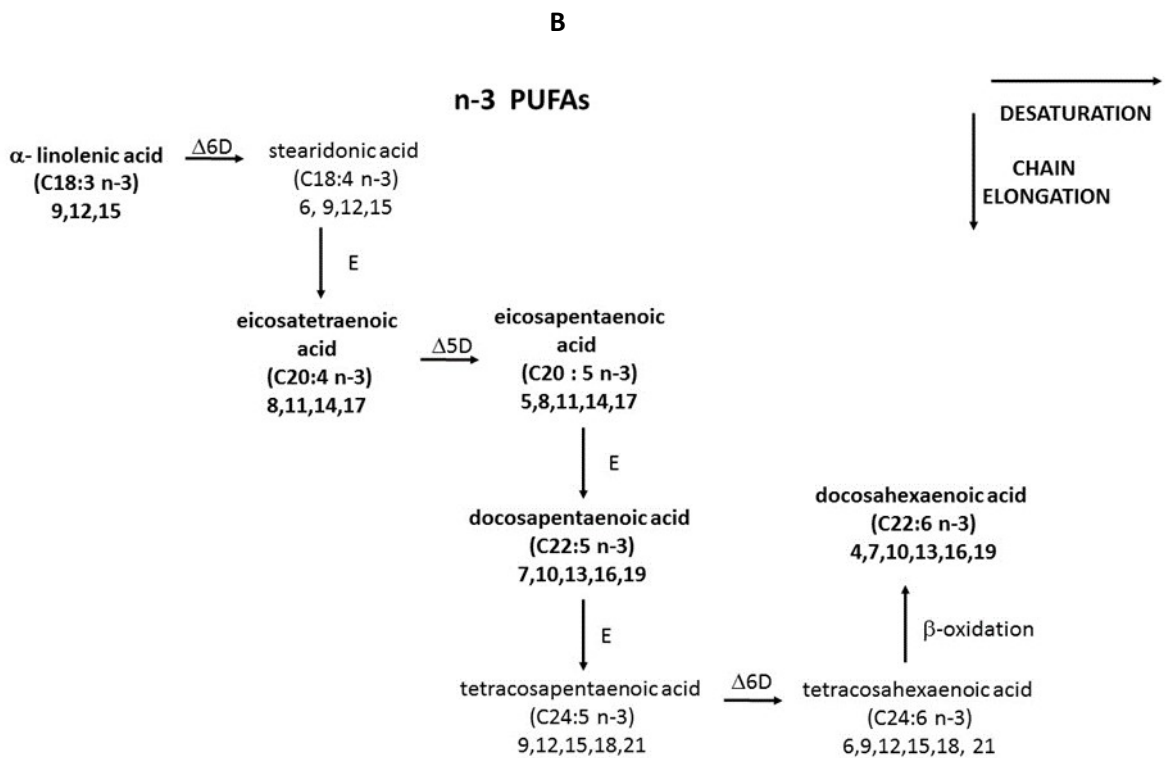 B
n-3 PUFAs
DESATURATION
CHAIN
ELONGATION
α- linolenic acid
(C18:3 n-3)
9,12,15
Δ6D
stearidonic acid
(C18:4 n-3)
6, 9,12,15
E
eicosatetraenoic
acid
(C20:4 n-3)
8,11,14,17
Δ5D
eicosapentaenoic
acid
(C20 : 5 n-3)
5,8,11,14,17
E
docosapentaenoic acid
(C22:5 n-3)
7,10,13,16,19
E
tetracosapentaenoic acid
(C24:5 n-3)
9,12,15,18,21
Δ6D
tetracosahexaenoic acid
(C24:6 n-3)
6,9,12,15,18, 21
β-oxidation
docosahexaenoic acid
(C22:6 n-3)
4,7,10,13,16,19